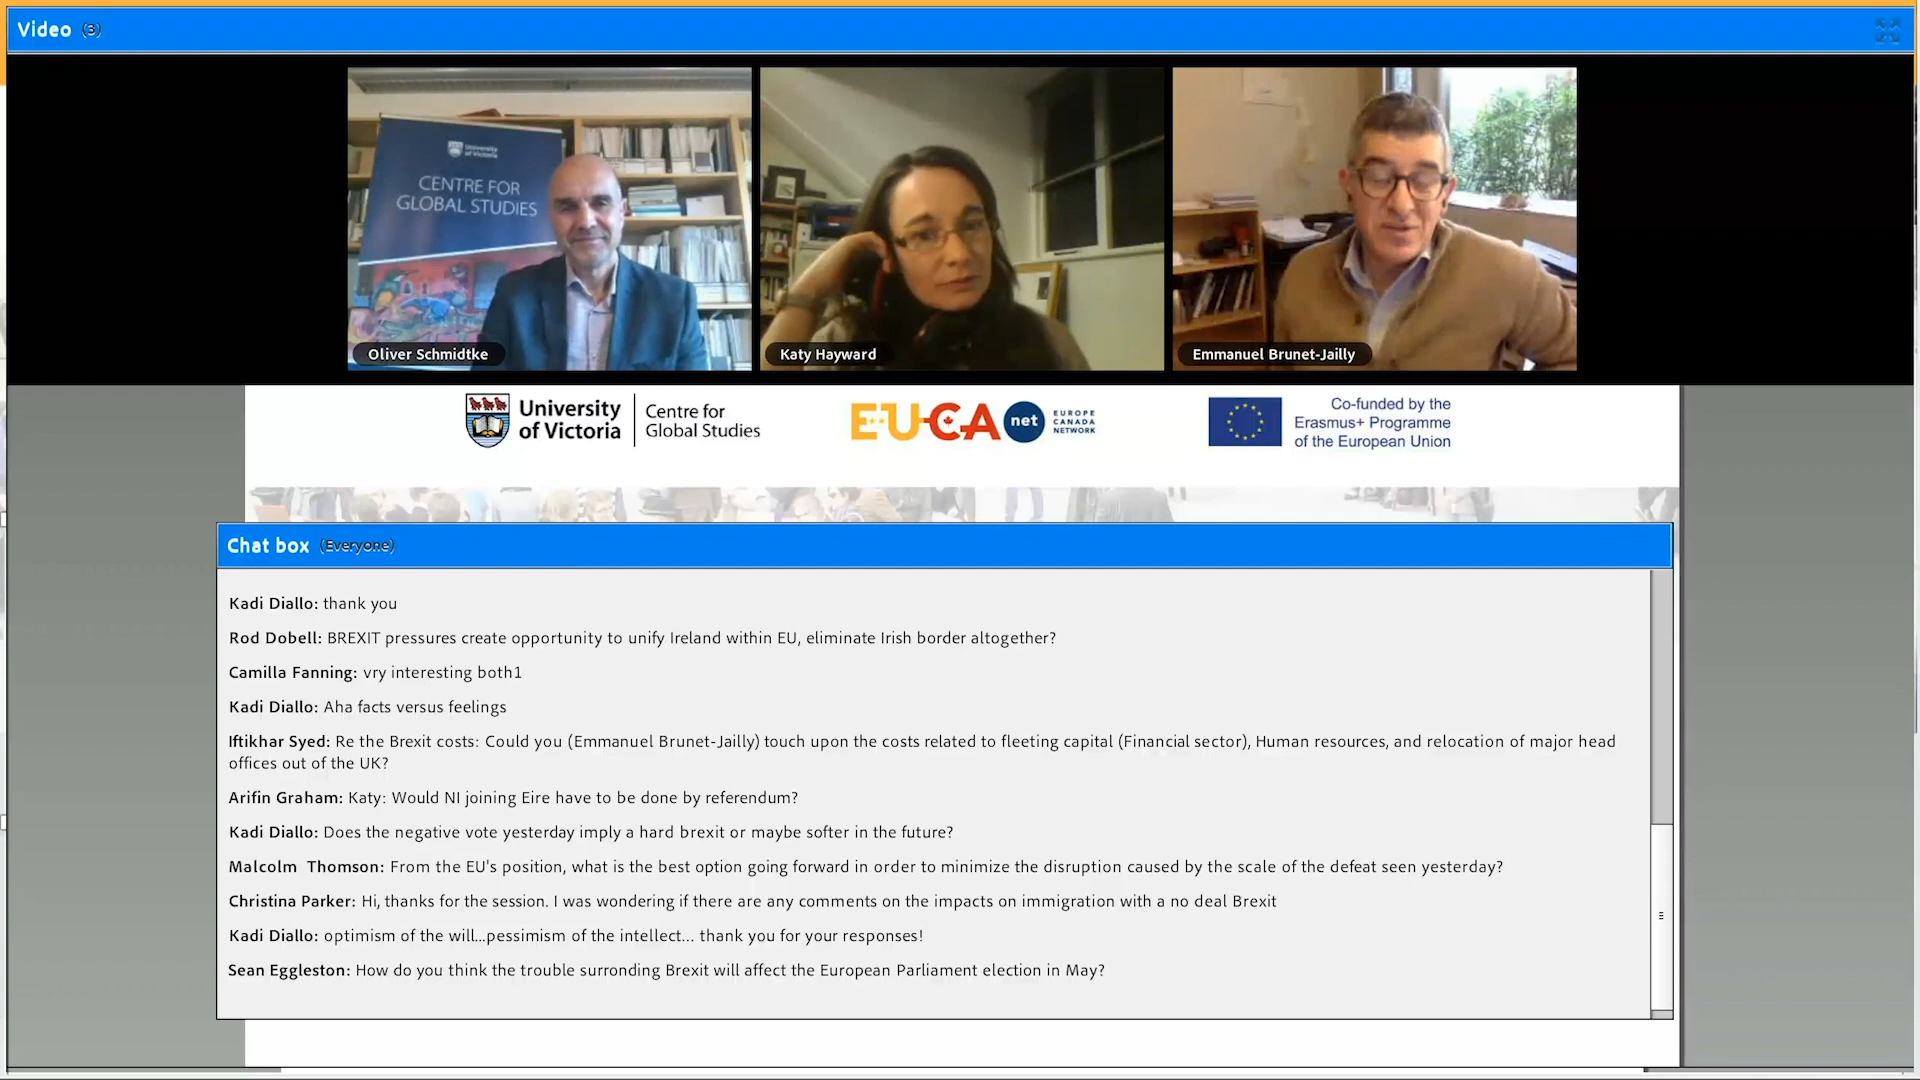 Video (3)
University
of Victoria
CENTRE FOR
GLOBAL STUDIES
Oliver Schmidtke
Katy Hayward
Emmanuel Brunet-Jailly
University
of Victoria
Centre for
Global Studies
EU-CA net
EUROPE
CANADA
NETWORK
Co-funded by the
Erasmus+ Programme
of the European Union
Chat box (Everyone)
Kadi Diallo: thank you
Rod Dobell: BREXIT pressures create opportunity to unify Ireland within EU, eliminate Irish border altogether?
Camilla Fanning: vry interesting both1
Kadi Diallo: Aha facts versus feelings
Iftikhar Syed: Re the Brexit costs: Could you (Emmanuel Brunet-Jailly) touch upon the costs related to fleeting capital (Financial sector), Human resources, and relocation of major head
offices out of the UK?
Arifin Graham: Katy: Would NI joining Eire have to be done by referendum?
Kadi Diallo: Does the negative vote yesterday imply a hard brexit or maybe softer in the future?
Malcolm Thomson: From the EU's position, what is the best option going forward in order to minimize the disruption caused by the scale of the defeat seen yesterday?
Christina Parker: Hi, thanks for the session. I was wondering if there are any comments on the impacts on immigration with a no deal Brexit
Kadi Diallo: optimism of the will...pessimism of the intellect... thank you for your responses!
Sean Eggleston: How do you think the trouble surronding Brexit will affect the European Parliament election in May?